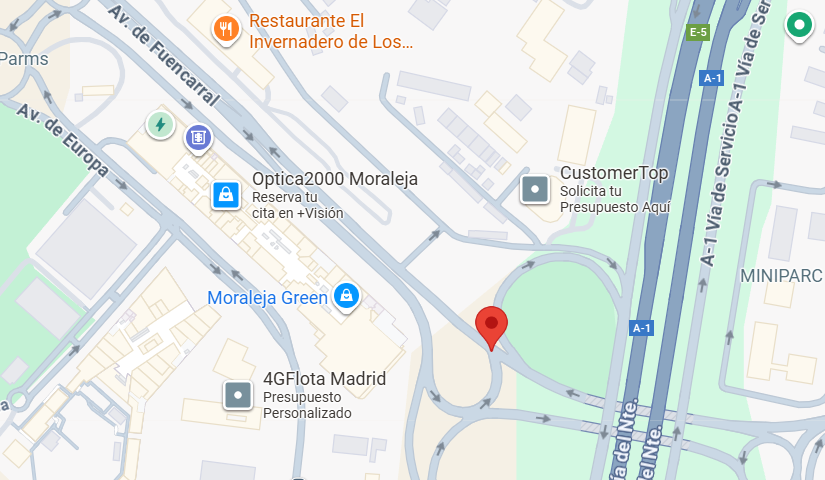 Restaurante El
Invernadero de Los...
Av. de Fuencarral
Parms
Av. de Europa
E-5
A-1
A-1 Vía de Servicio
A-1 Vía de Servicio
Optica2000 Moraleja
Reserva tu
cita en +Visión
CustomerTop
Solicita tu
Presupuesto Aquí
MINIPARC
Moraleja Green
A-1
4GFlota Madrid
Presupuesto
Personalizado
a
Vía del Nte.
del Nte.